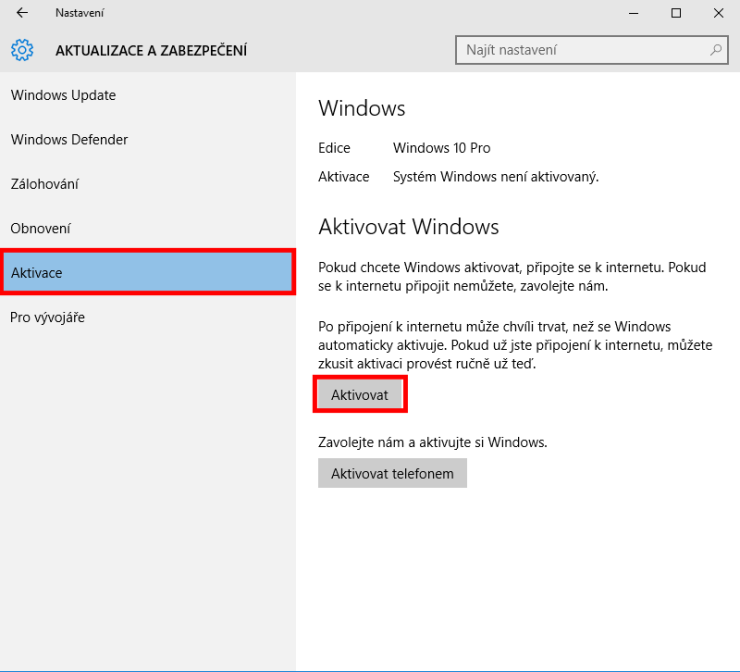 Nastavení
AKTUALIZACE A ZABEZPEČENÍ
Najít nastavení
Windows Update
Windows Defender
Zálohování
Obnovení
Aktivace
Pro vývojáře
Windows
Edice Windows 10 Pro
Aktivace Systém Windows není aktivovaný.
Aktivovat Windows
Pokud chcete Windows aktivovat, připojte se k internetu. Pokud
se k internetu připojit nemůžete, zavolejte nám.
Po připojení k internetu může chvíli trvat, než se Windows
automaticky aktivuje. Pokud už jste připojení k internetu, můžete
zkusit aktivaci provést ručně už teď.
Aktivovat
Zavolejte nám a aktivujte si Windows.
Aktivovat telefonem